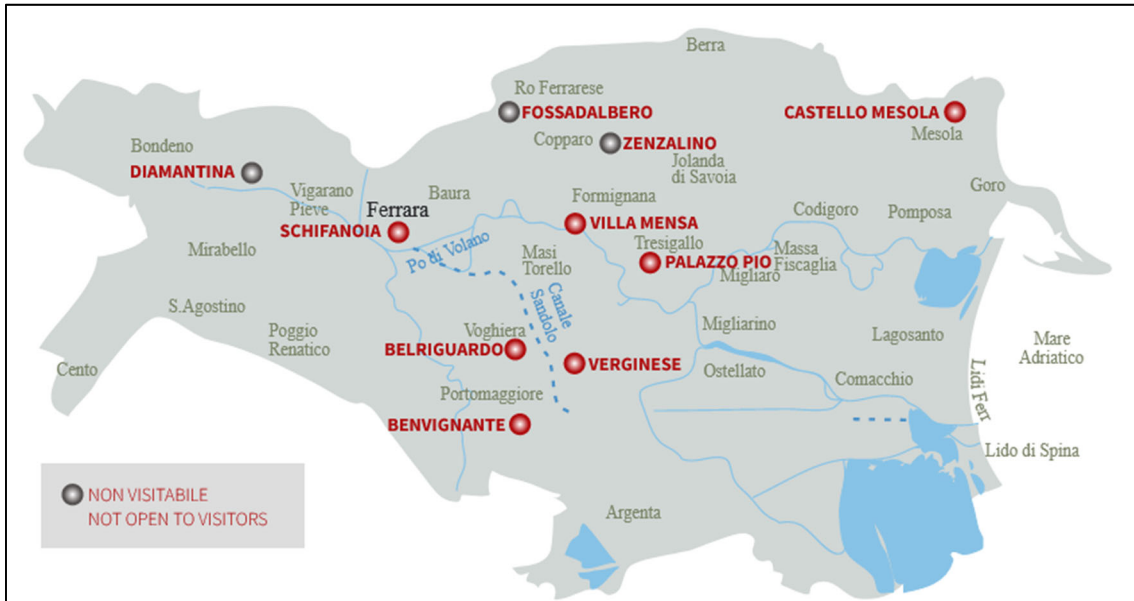 Berra
Ro Ferrarese
FOSSADALBERO
CASTELLO MESOLA
Mesola
Bondeno
Copparo
ZENZALINO
DIAMANTINA
Jolanda
di Savoia
Vigarano
Pieve
Baura
Formignana
Goro
Ferrara
SCHIFANOIA
VILLA MENSA
Codigoro
Pomposa
Mirabello
Po di Volano
Masi
Torello
Tresigallo
PALAZZO PIO
Massa
Fiscaglia
Migliaro
S.Agostino
Canale
Sandolo
Poggio
Renatico
Voghiera
BELRIGUARDO
Migliarino
Lagosanto
Mare
Adriatico
Cento
VERGINESE
Ostellato
Comacchio
Lidi Ferr
Portomaggiore
BENVIGNANTE
Lido di Spina
NON VISITABILE
NOT OPEN TO VISITORS
Argenta